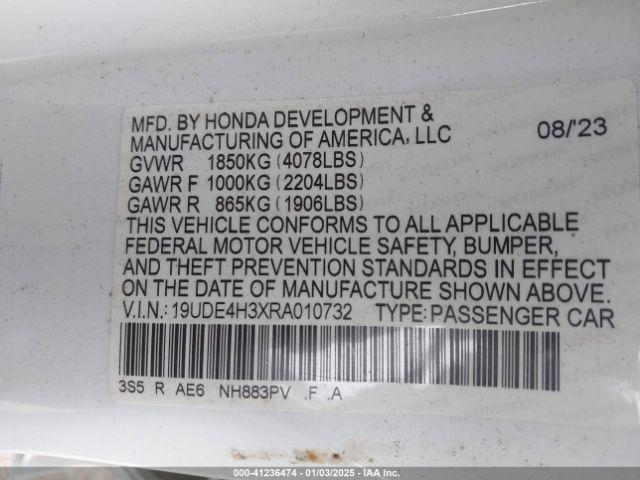 MFD. BY HONDA DEVELOPMENT &
MANUFACTURING OF AMERICA, LLC 08/'23
GVWR 1850KG (4078LBS)
GAWR F 1000KG (2204LBS)
GAWR R 865KG (1906LBS)
THIS VEHICLE CONFORMS TO ALL APPLICABLE
FEDERAL MOTOR VEHICLE SAFETY, BUMPER,
AND THEFT PREVENTION STANDARDS IN EFFECT
ON THE DATE OF MANUFACTURE SHOWN ABOVE.
V.I.N.: 19UDE4H3XRA010732 TYPE: PASSENGER CAR
3S5 R AE6 NH883PV .F .A
000-41236474 | 01/03/2025 | IAA Inc.